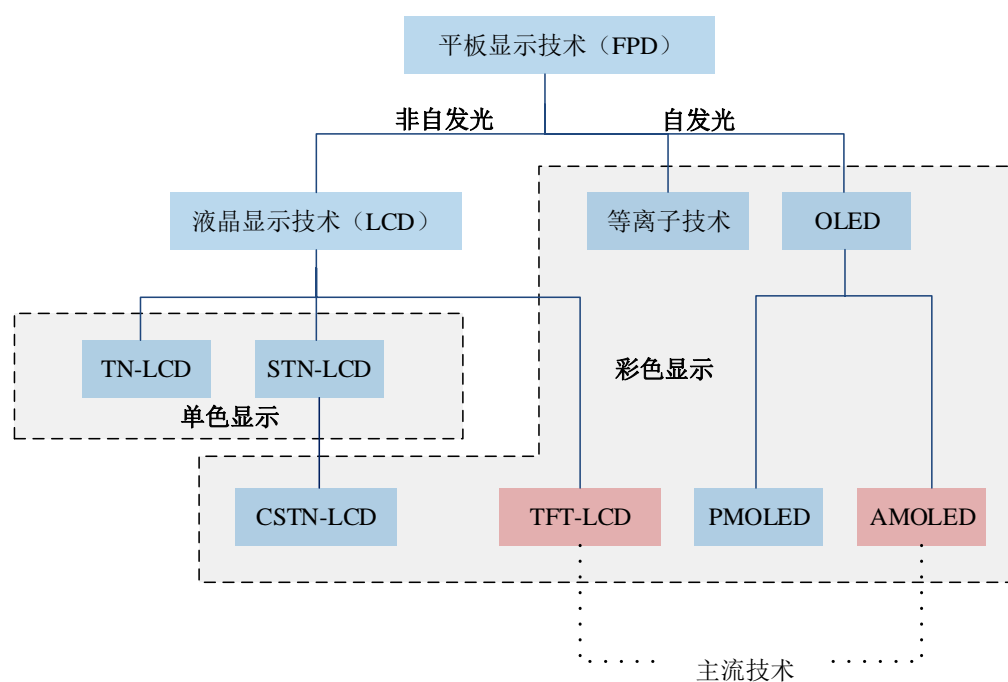 平板显示技术（FPD）
非自发光
自发光
液晶显示技术（LCD）
等离子技术
OLED
TN-LCD
STN-LCD
彩色显示
单色显示
CSTN-LCD
TFT-LCD
PMOLED
AMOLED
主流技术